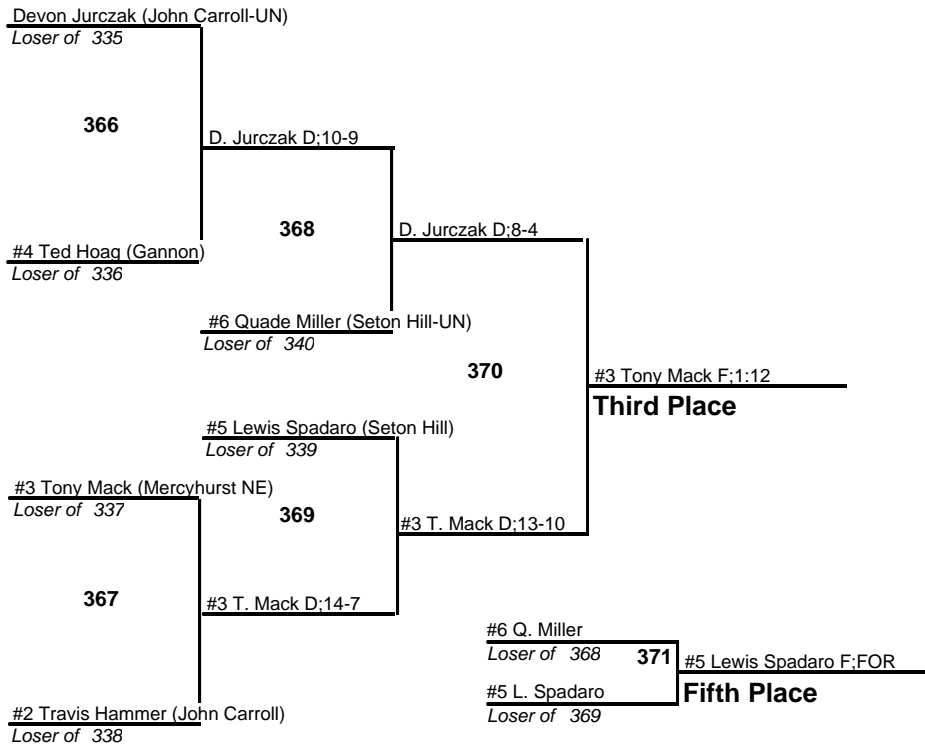 Devon Jurczak (John Carroll-UN)
Loser of 335
366
D. Jurczak D;10-9
368
D. Jurczak D;8-4
#4 Ted Hoag (Gannon)
Loser of 336
#6 Quade Miller (Seton Hill-UN)
Loser of 340
370
#3 Tony Mack F;1:12
Third Place
#5 Lewis Spadaro (Seton Hill)
Loser of 339
#3 Tony Mack (Mercyhurst NE)
Loser of 337
369
#3 T. Mack D;13-10
367
#3 T. Mack D;14-7
#6 Q. Miller
Loser of 368
371
#5 Lewis Spadaro F;FOR
Fifth Place
#5 L. Spadaro
Loser of 369
#2 Travis Hammer (John Carroll)
Loser of 338